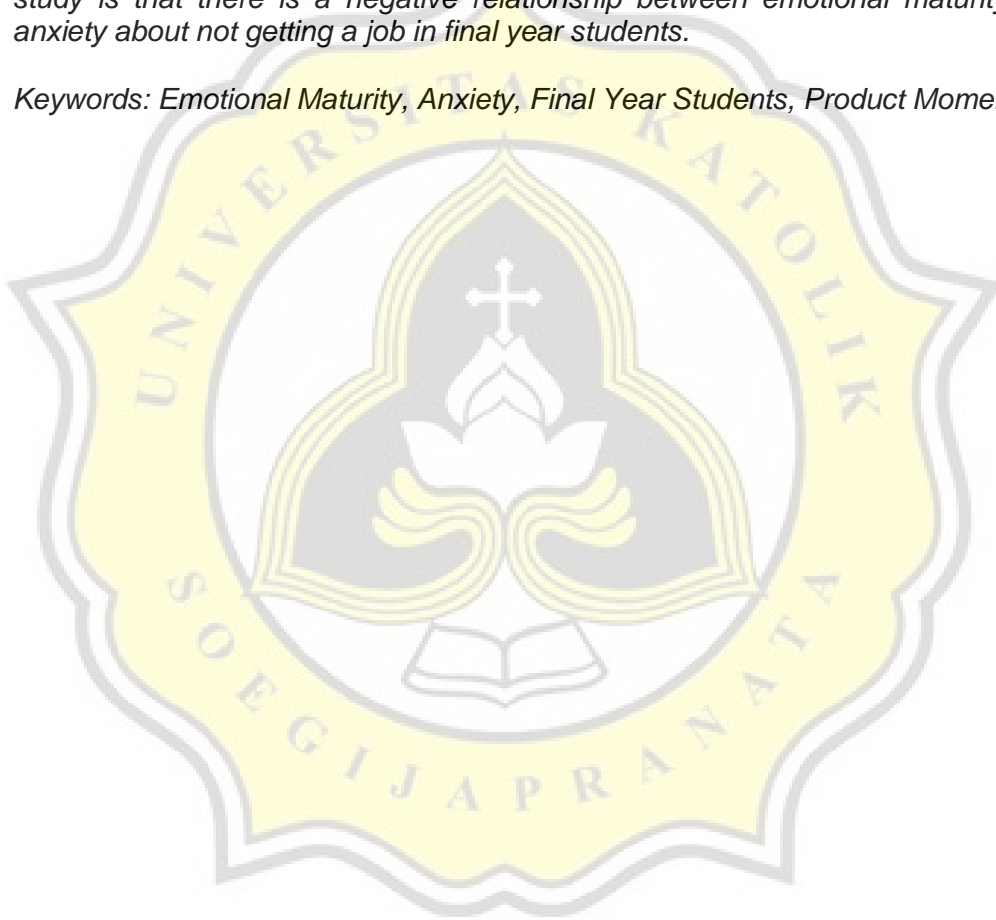 study is that there is a negative relationship between emotional maturity
anxiety about not getting a job in final year students.
Keywords: Emotional Maturity, Anxiety, Final Year Students, Product
UNIVERSITAS KATOLIK
SOEGIJAPRANATA